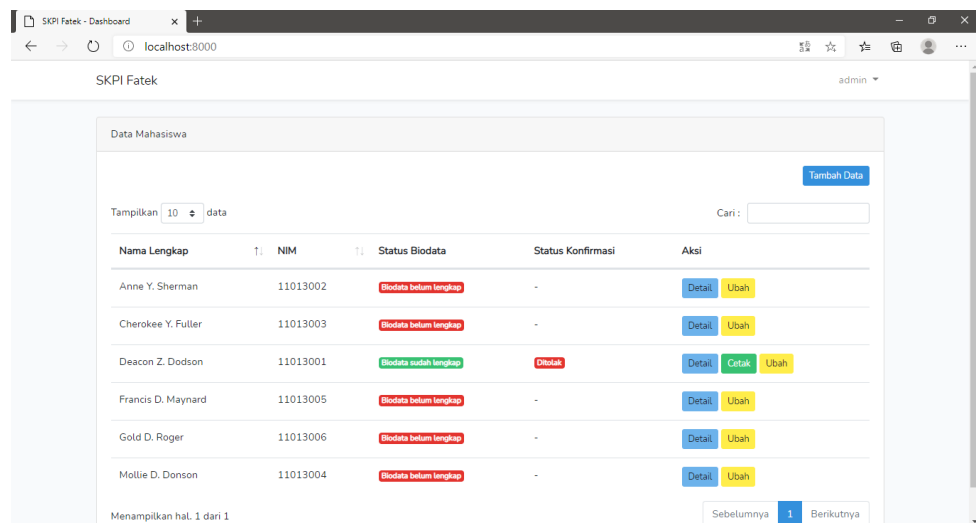 SKPI Fatek - Dashboard
localhost:8000
SKPI Fatek admin
Data Mahasiswa
Tambah Data
Tampilkan 10 data Cari :
Nama Lengkap NIM Status Biodata Status Konfirmasi Aksi
Anne Y. Sherman 11013002 Biodata belum lengkap - Detail Ubah
Cherokee Y. Fuller 11013003 Biodata belum lengkap - Detail Ubah
Deacon Z. Dodson 11013001 Biodata sudah lengkap Ditolak Detail Cetak Ubah
Francis D. Maynard 11013005 Biodata belum lengkap - Detail Ubah
Gold D. Roger 11013006 Biodata belum lengkap - Detail Ubah
Mollie D. Donson 11013004 Biodata belum lengkap - Detail Ubah
Menampilkan hal. 1 dari 1 Sebelumnya 1 Berikutnya